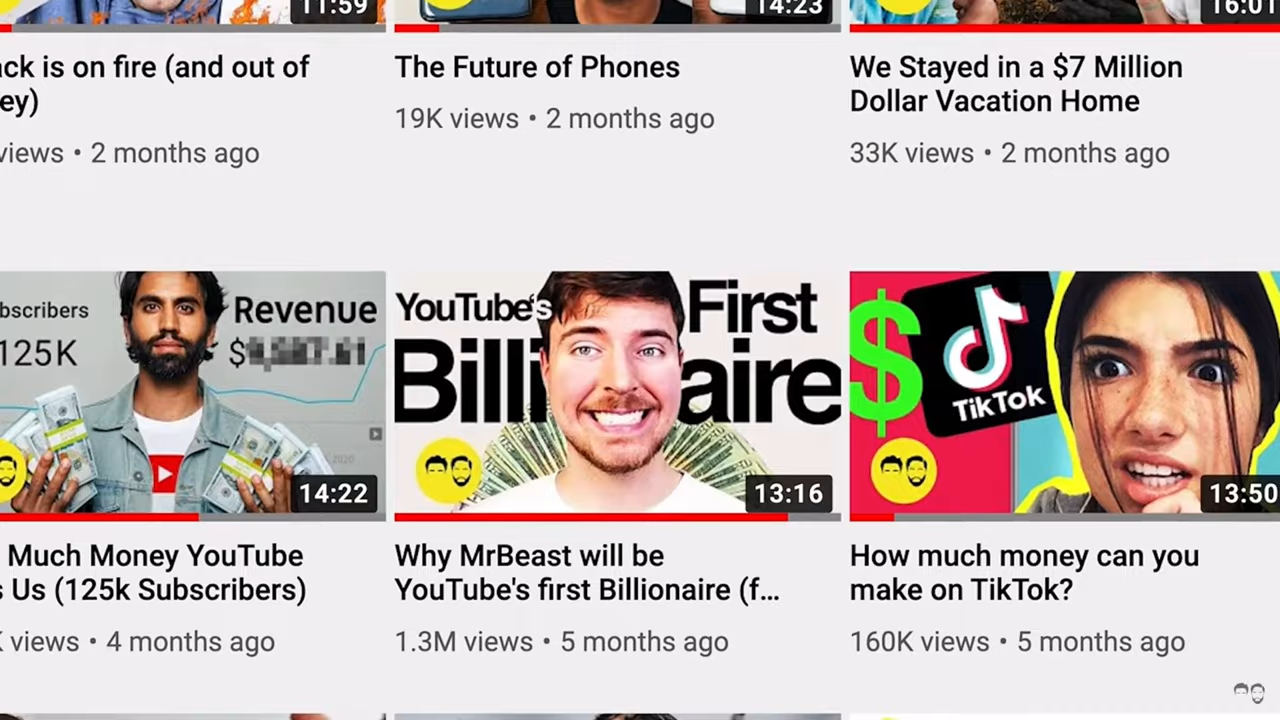 11:59
14:23
16:01
ack is on fire (and out of
ey)
views • 2 months ago
The Future of Phones
19K views • 2 months ago
We Stayed in a $7 Million
Dollar Vacation Home
33K views • 2 months ago
bscribers
125K
Revenue
$
2020
14:22
YouTube's First
Billi aire
13:16
$
TikTok
13:50
Much Money YouTube
s Us (125k Subscribers)
K views • 4 months ago
Why MrBeast will be
YouTube's first Billionaire (f...
1.3M views • 5 months ago
How much money can you
make on TikTok?
160K views • 5 months ago